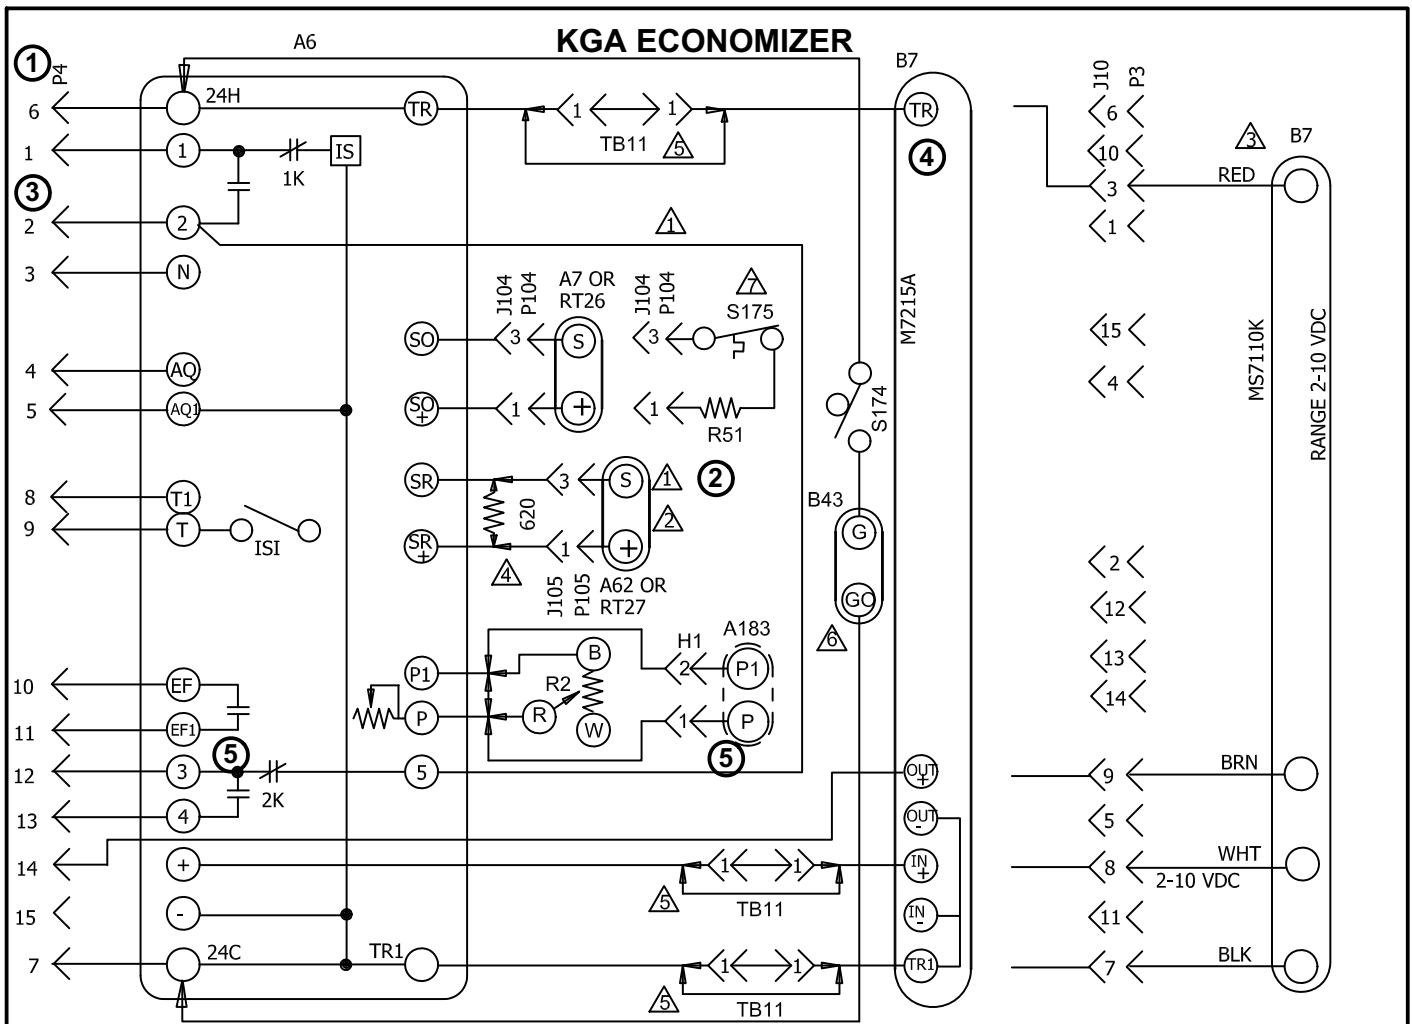 KGA ECONOMIZER
A6
B7
1
P4
J10
P3
6
24H
TR
1
1
TB11
5
TR
6
3
B7
1
1
IS
4
10
1K
3
RED
3
2
2
1
1
3
N
J104
P104
A7 OR
RT26
J104
P104
7
S175
M7215A
15
MS7110K
RANGE 2-10 VDC
SO
3
S
3
4
AQ
4
S174
5
AQ1
SO
+
1
+
1
R51
SR
3
S
1
2
8
T1
620
B43
9
T
ISI
SR
+
1
+
2
G
4
J105
P105
A62 OR
RT27
GO
2
12
6
H1
A183
B
13
P1
2
P1
10
EF
R2
14
P
R
1
P
11
EF1
W
5
5
12
3
5
OUT
+
9
BRN
2K
13
4
OUT
-
5
14
+
1
1
IN
+
8
WHT
2-10 VDC
5
TB11
15
-
IN
-
11
7
24C
TR1
1
1
TR1
7
BLK
5
TB11